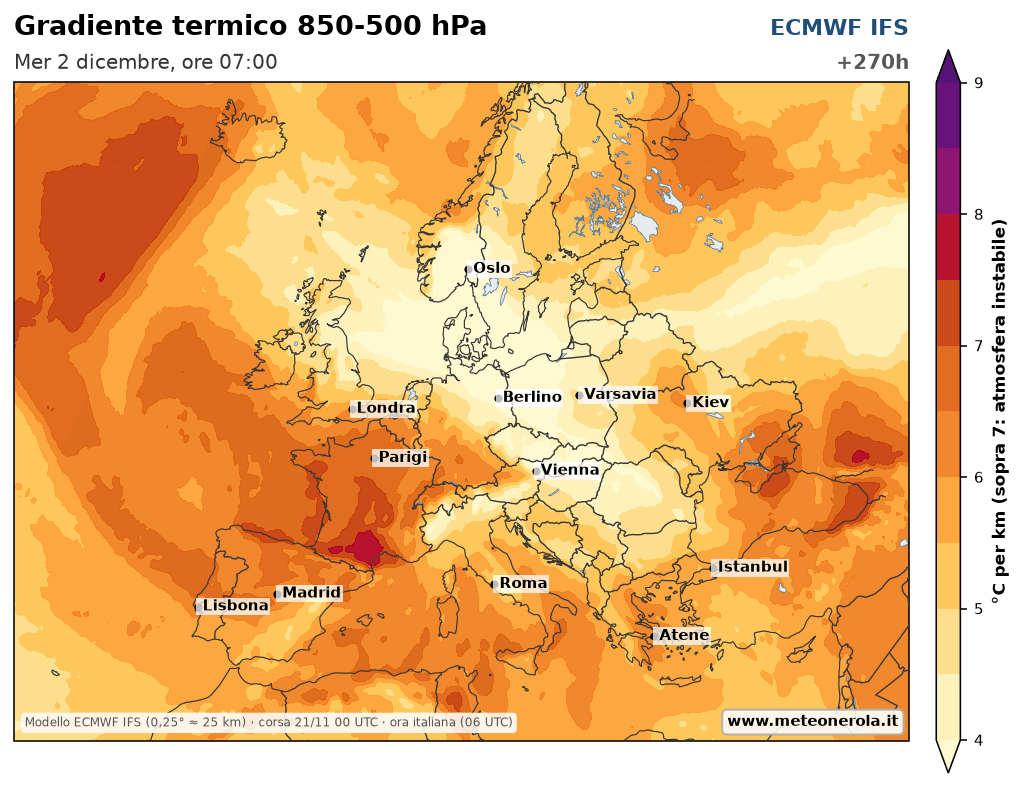 Gradiente termico 850-500 hPa
ECMWF IFS
Mer 2 dicembre, ore 07:00
+270h
9
8
7
6
5
4
°C per km (sopra 7: atmosfera instabile)
Oslo
Berlino
Varsavia
Kiev
Londra
Parigi
Vienna
Istanbul
Roma
Madrid
Lisbona
Atene
Modello ECMWF IFS (0,25° ≈ 25 km) · corsa 21/11 00 UTC · ora italiana (06 UTC)
www.meteonerola.it